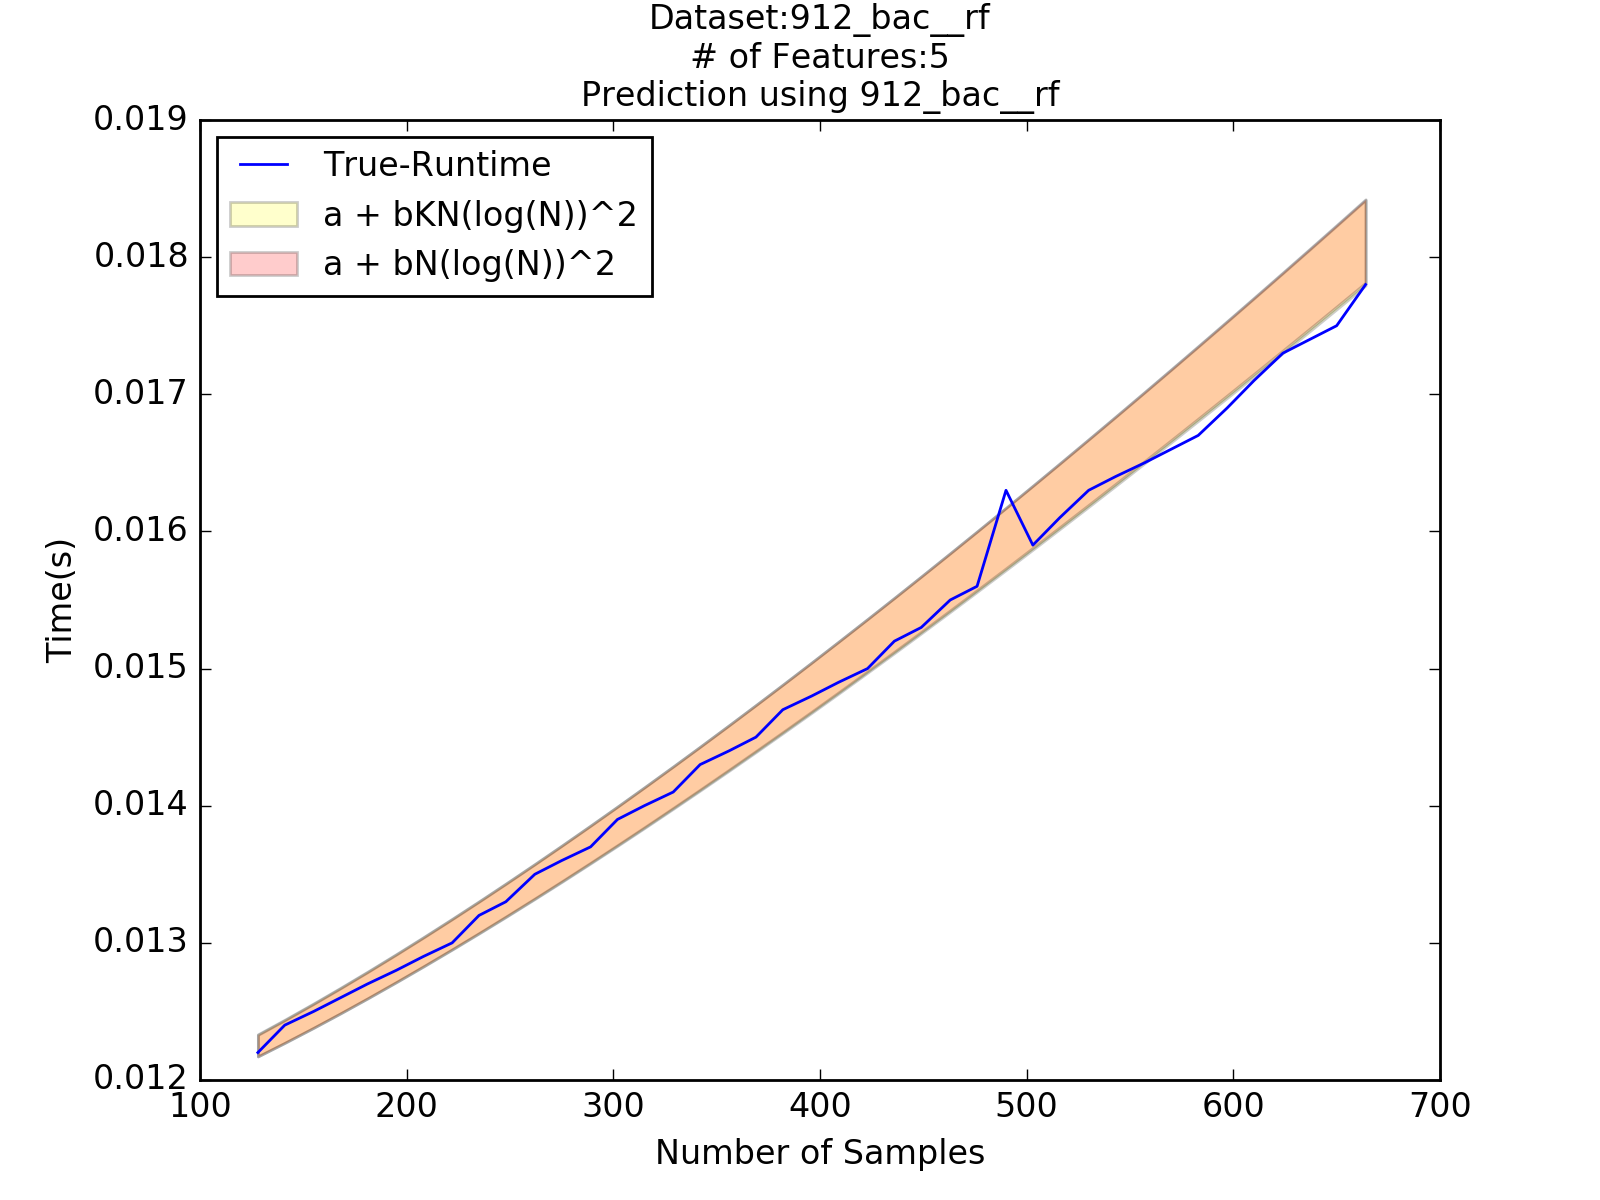 Dataset:912_bac__rf
# of Features:5
Prediction using 912_bac__rf
0.019
0.018
0.017
0.016
0.015
0.014
0.013
0.012
Time(s)
True-Runtime
a + bKN(log(N))^2
a + bN(log(N))^2
100 200 300 400 500 600 700
Number of Samples